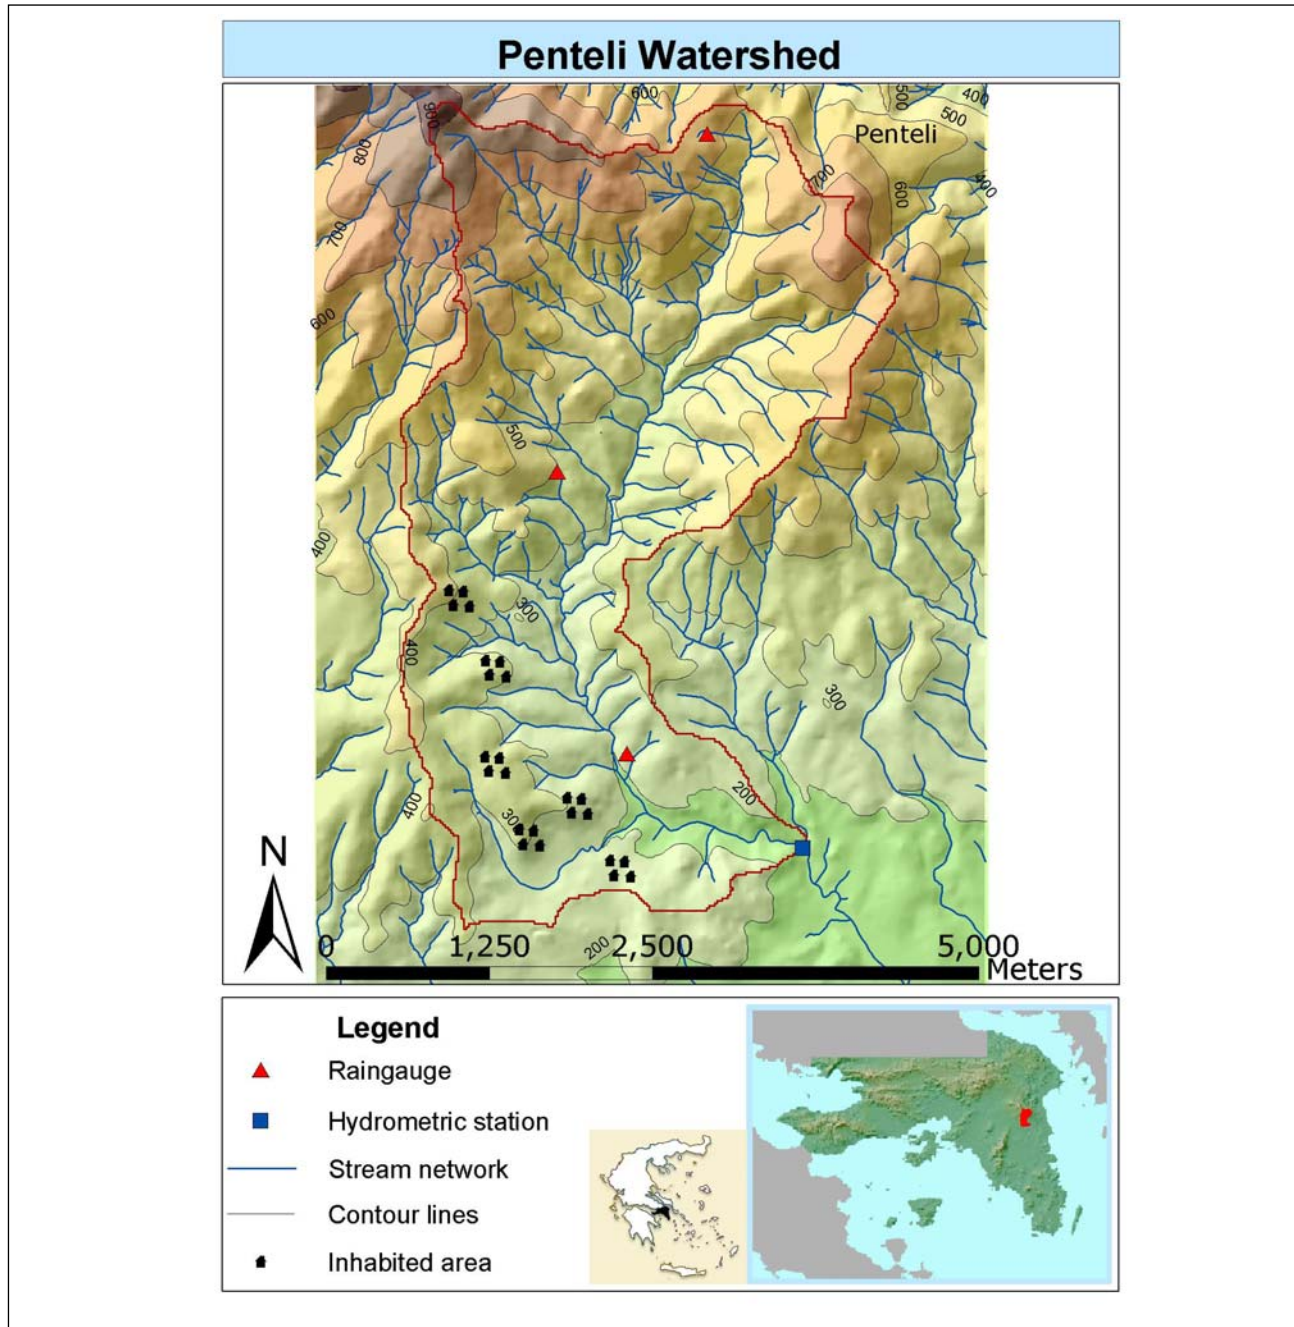 Penteli Watershed
600
400
500
500
900
Penteli
800
700
400
600
700
600
500
400
300
400
300
200
400
300
N
200
0 1,250 2,500 5,000
Meters
Legend
Raingauge
Hydrometric station
Stream network
Contour lines
Inhabited area